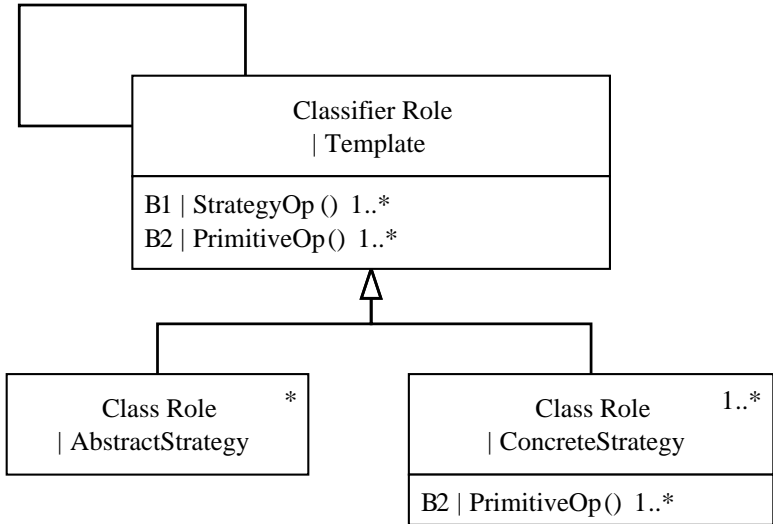 Classifier Role
| Template
B1 | StrategyOp () 1..*
B2 | PrimitiveOp() 1..*
Class Role *
| AbstractStrategy
Class Role 1..*
| ConcreteStrategy
B2 | PrimitiveOp() 1..*